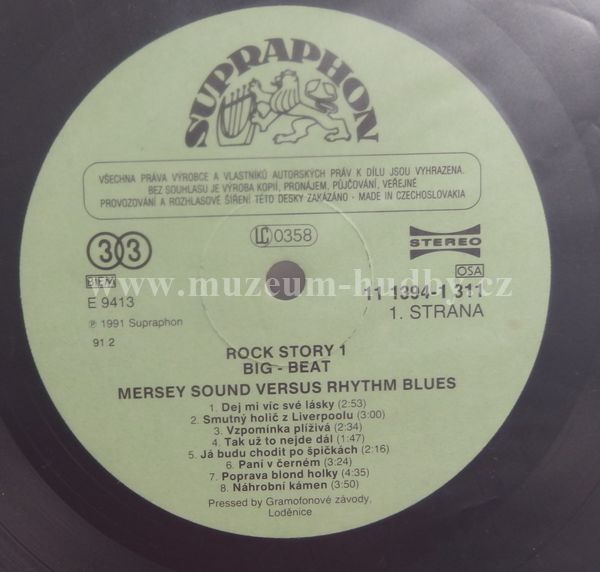 SUPRAPHON
VŠECHNA PRÁVA VÝROBCE A VLASTNÍKŮ AUTORSKÝCH PRÁV K DÍLU JSOU VYHRAZENA.
BEZ SOUHLASU JE VÝROBA KOPIÍ, PRONÁJEM, PŮJČOVÁNÍ, VEŘEJNÉ
PROVOZOVÁNÍ A ROZHLASOVÉ ŠÍŘENÍ TÉTO DESKY ZAKÁZÁNO - MADE IN CZECHOSLOVAKIA
33
LC 0358
STEREO
BIEM
OSA
www.muzeum-hudby.cz
E 9413
11 1394-1 311
℗ 1991 Supraphon
1. STRANA
91 2
ROCK STORY 1
BIG - BEAT
MERSEY SOUND VERSUS RHYTHM BLUES
1. Dej mi víc své lásky (2:53)
2. Smutný holič z Liverpoolu (3:00)
3. Vzpomínka plíživá (2:34)
4. Tak už to nejde dál (1:47)
5. Já budu chodit po špičkách (2:16)
6. Paní v černém (3:24)
7. Poprava blond holky (4:35)
8. Náhrobní kámen (3:50)
Pressed by Gramofonové závody,
Loděnice